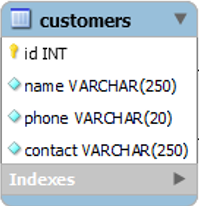 customers
id INT
name VARCHAR(250)
phone VARCHAR(20)
contact VARCHAR(250)
Indexes